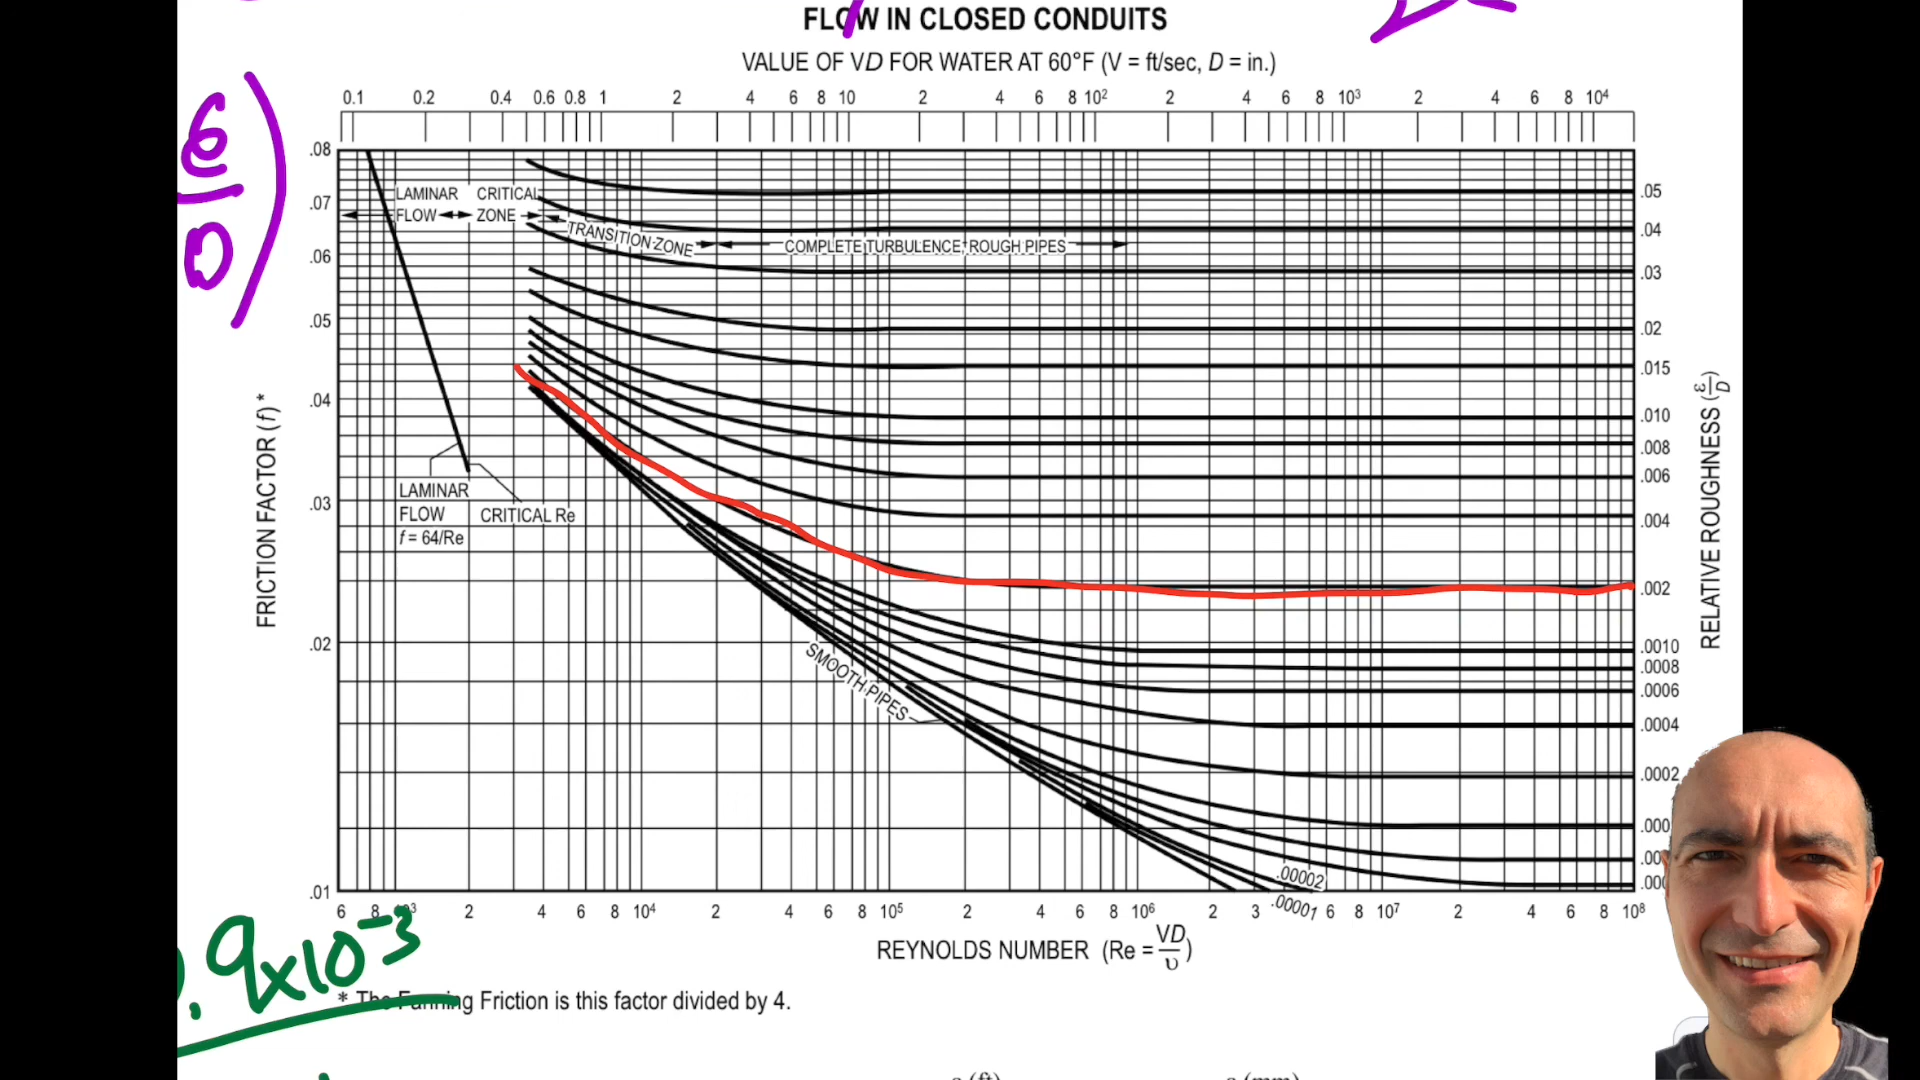 FLOW IN CLOSED CONDUITS
VALUE OF VD FOR WATER AT 60°F (V = ft/sec, D = in.)
0.1 0.2 0.4 0.6 0.8 1 2 4 6 8 10 2 4 6 8 10² 2 4 6 8 10³ 2 4 6 8 10⁴
ϵ
D
)
.08
.07
.06
.05
.04
.03
.02
.01
FRICTION FACTOR (f) *
LAMINAR
FLOW
CRITICAL
ZONE
TRANSITION ZONE
COMPLETE TURBULENCE, ROUGH PIPES
LAMINAR
FLOW
f = 64/Re
CRITICAL Re
SMOOTH PIPES
.05
.04
.03
.02
.015
.010
.008
.006
.004
.002
.0010
.0008
.0006
.0004
.0002
.000
.00
.000
RELATIVE ROUGHNESS (ε/D)
.00002
.00001
6 8 10³ 2 4 6 8 10⁴ 2 4 6 8 10⁵ 2 4 6 8 10⁶ 2 3 6 8 10⁷ 2 4 6 8 10⁸
REYNOLDS NUMBER (Re = VD/υ)
.9x10⁻³
* The Fanning Friction is this factor divided by 4.